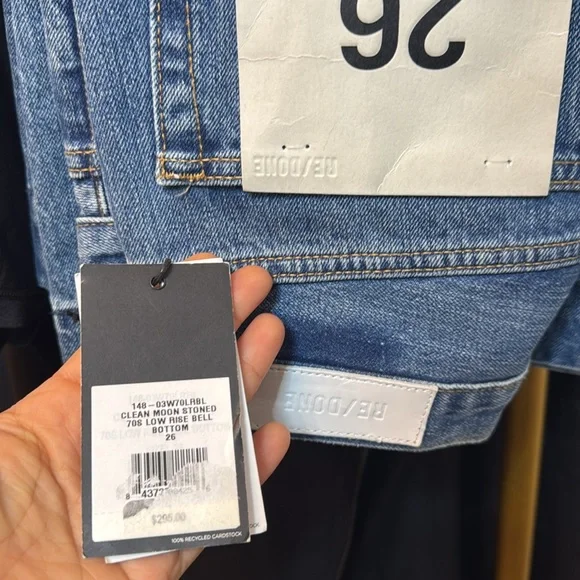 26
RE/DONE
RE/DONE
148-03W70LRBL
CLEAN MOON STONED
70S LOW RISE BELL
BOTTOM
26
$295.00
100% RECYCLED CARDSTOCK